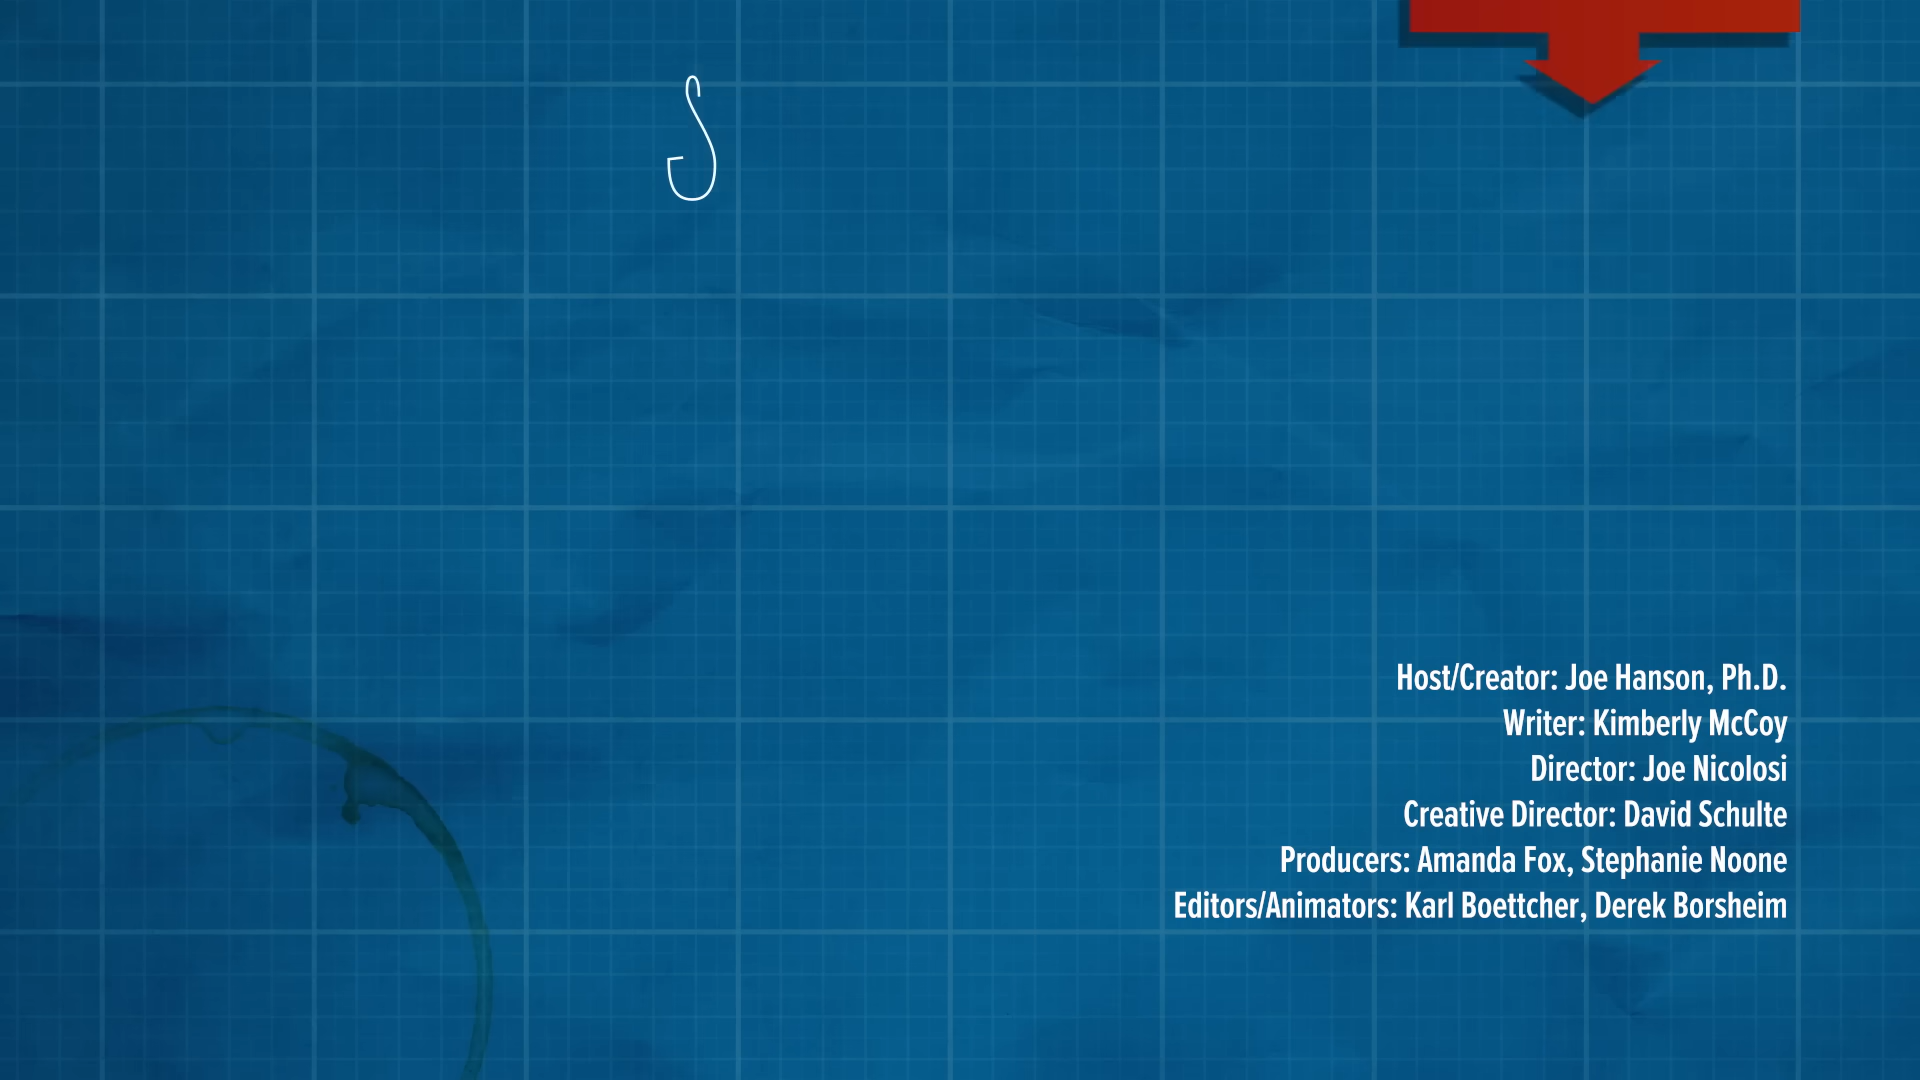 S
Host/Creator: Joe Hanson, Ph.D.
Writer: Kimberly McCoy
Director: Joe Nicolosi
Creative Director: David Schulte
Producers: Amanda Fox, Stephanie Noone
Editors/Animators: Karl Boettcher, Derek Borsheim